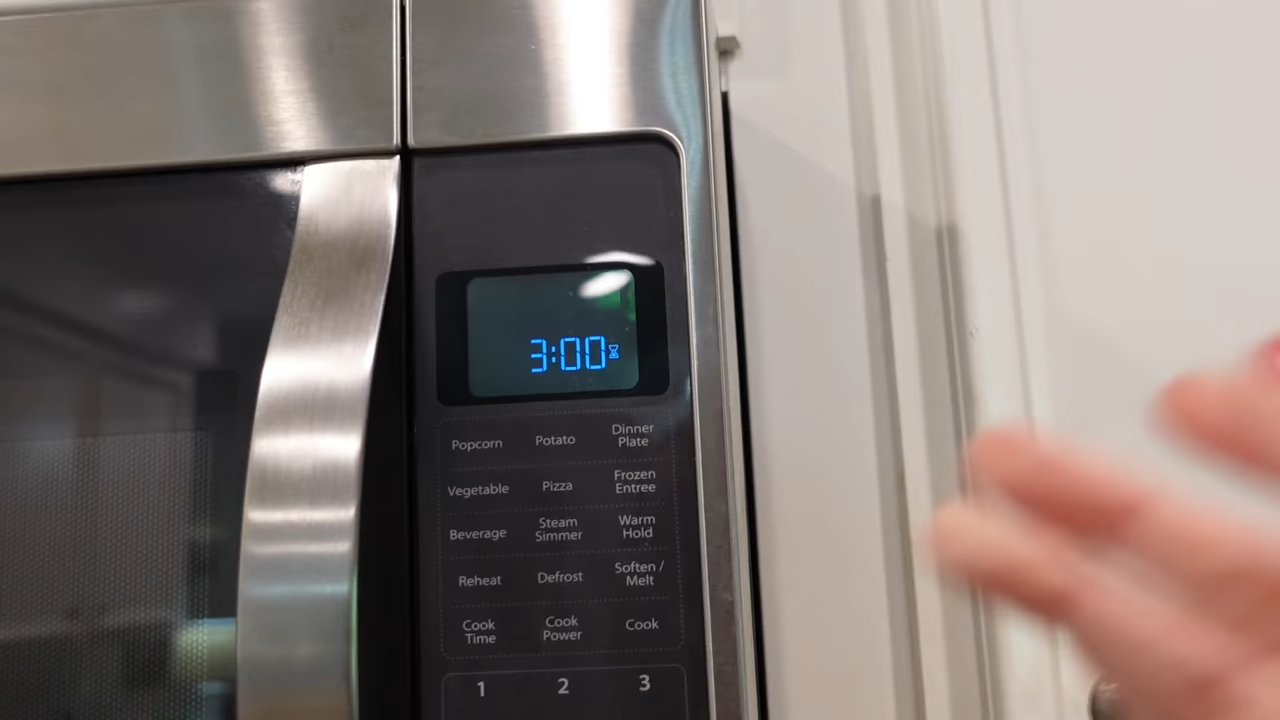 3:00
Popcorn Potato Dinner Plate
Vegetable Pizza Frozen Entree
Beverage Steam Simmer Warm Hold
Reheat Defrost Soften / Melt
Cook Time Cook Power Cook
1 2 3